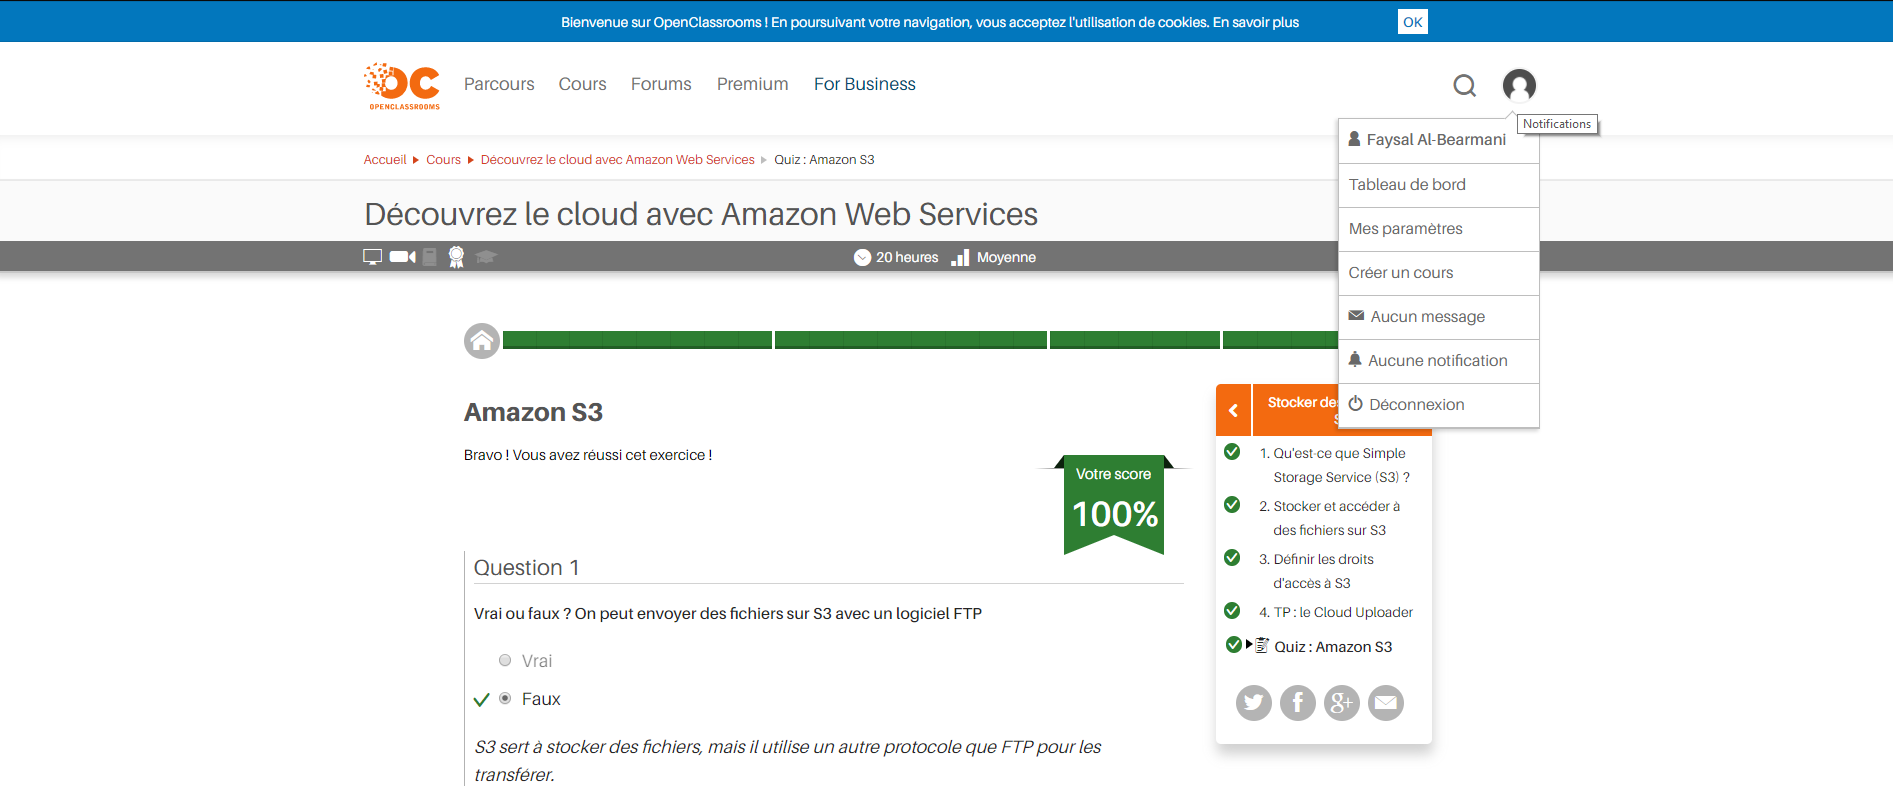 Bienvenue sur OpenClassrooms ! En poursuivant votre navigation, vous acceptez l'utilisation de cookies. En savoir plus
OK
OC
OPENCLASSROOMS
Parcours
Cours
Forums
Premium
For Business
Notifications
Faysal Al-Bearmani
Tableau de bord
Mes paramètres
Créer un cours
Aucun message
Aucune notification
Déconnexion
Accueil
Cours
Découvrez le cloud avec Amazon Web Services
Quiz : Amazon S3
Découvrez le cloud avec Amazon Web Services
20 heures
Moyenne
Amazon S3
Bravo ! Vous avez réussi cet exercice !
Votre score
100%
Question 1
Vrai ou faux ? On peut envoyer des fichiers sur S3 avec un logiciel FTP
Vrai
Faux
S3 sert à stocker des fichiers, mais il utilise un autre protocole que FTP pour les
transférer.
Stocker
1. Qu'est-ce que Simple
Storage Service (S3) ?
2. Stocker et accéder à
des fichiers sur S3
3. Définir les droits
d'accès à S3
4. TP : le Cloud Uploader
Quiz : Amazon S3
g+